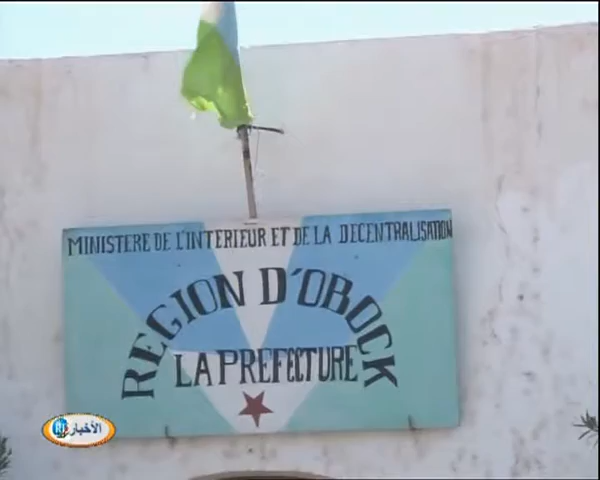 MINISTERE DE L'INTERIEUR ET DE LA DECENTRALISATION
REGION D'OBOCK
LA PREFECTURE
الأخبار